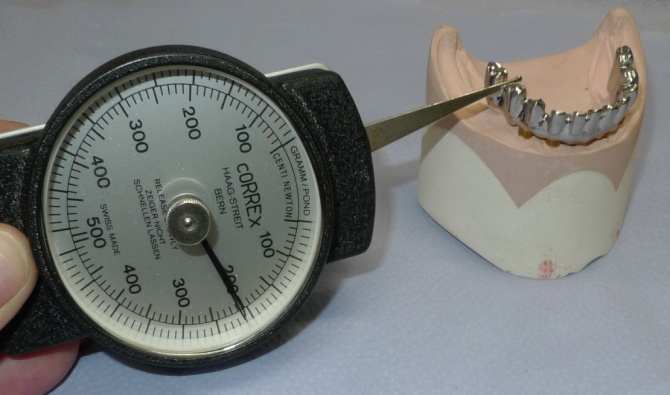 200
300
100
400
500
400
300
200
100
CORREX
HAAG-STREIT
BERN
GRAMM/POND
CENTI NEWTON
RELEASE
ZEIGER NICHT
SCHNELLEN LASSEN
SWISS MADE